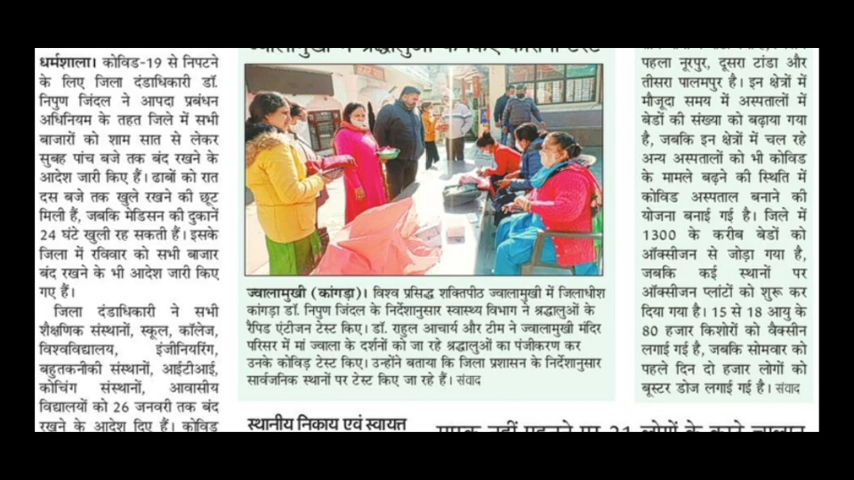 धर्मशाला। कोविड-19 से निपटने
के लिए जिला दंडाधिकारी डॉ.
निपुण जिंदल ने आपदा प्रबंधन
अधिनियम के तहत जिले में सभी
बाजारों को शाम सात से लेकर
सुबह पांच बजे तक बंद रखने के
आदेश जारी किए हैं। ढाबों को रात
दस बजे तक खुले रखने की छूट
मिली हैं, जबकि मेडिसन की दुकानें
24 घंटे खुली रह सकती हैं। इसके
जिला में रविवार को सभी बाजार
बंद रखने के भी आदेश जारी किए
गए हैं।
जिला दंडाधिकारी ने सभी
शैक्षणिक संस्थानों, स्कूल, कॉलेज,
विश्वविद्यालय, इंजीनियरिंग,
बहुतकनीकी संस्थानों, आईटीआई,
कोचिंग संस्थानों, आवासीय
विद्यालयों को 26 जनवरी तक बंद
रखने के आदेश दिए हैं। कोविड
ज्वालामुखी में श्रद्धालुओं के किए कोरोना टेस्ट
ज्वालामुखी (कांगड़ा)। विश्व प्रसिद्ध शक्तिपीठ ज्वालामुखी में जिलाधीश
कांगड़ा डॉ. निपुण जिंदल के निर्देशानुसार स्वास्थ्य विभाग ने श्रद्धालुओं के
रैपिड एंटीजन टेस्ट किए। डॉ. राहुल आचार्य और टीम ने ज्वालामुखी मंदिर
परिसर में मां ज्वाला के दर्शनों को जा रहे श्रद्धालुओं का पंजीकरण कर
उनके कोविड टेस्ट किए। उन्होंने बताया कि जिला प्रशासन के निर्देशानुसार
सार्वजनिक स्थानों पर टेस्ट किए जा रहे हैं। संवाद
स्थानीय निकाय एवं स्वायत्त
पहला नूरपुर, दूसरा टांडा और
तीसरा पालमपुर है। इन क्षेत्रों में
मौजूदा समय में अस्पतालों में
बेडों की संख्या को बढ़ाया गया
है, जबकि इन क्षेत्रों में चल रहे
अन्य अस्पतालों को भी कोविड
के मामले बढ़ने की स्थिति में
कोविड अस्पताल बनाने की
योजना बनाई गई है। जिले में
1300 के करीब बेडों को
ऑक्सीजन से जोड़ा गया है,
जबकि कई स्थानों पर
ऑक्सीजन प्लांटों को शुरू कर
दिया गया है। 15 से 18 आयु के
80 हजार किशोरों को वैक्सीन
लगाई गई है, जबकि सोमवार को
पहले दिन दो हजार लोगों को
बूस्टर डोज लगाई गई है। संवाद